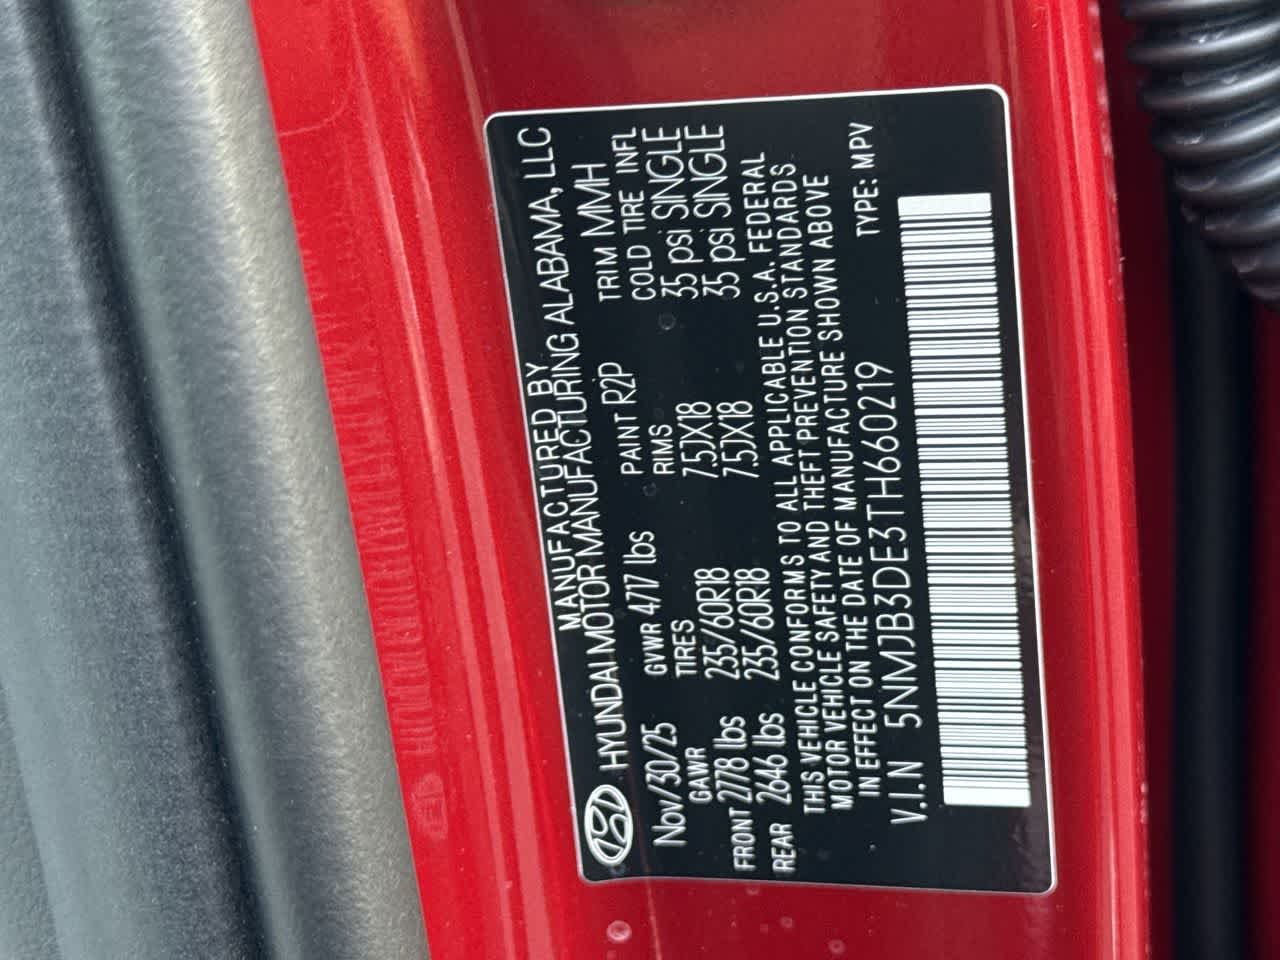 MANUFACTURED BY
HYUNDAI MOTOR MANUFACTURING ALABAMA, LLC
Nov/30/25 GVWR 4717 lbs PAINT R2P TRIM MMH
GAWR TIRES RIMS COLD TIRE INFL
FRONT 2778 lbs 235/60R18 7.5JX18 35 psi SINGLE
REAR 2646 lbs 235/60R18 7.5JX18 35 psi SINGLE
THIS VEHICLE CONFORMS TO ALL APPLICABLE U.S.A. FEDERAL
MOTOR VEHICLE SAFETY AND THEFT PREVENTION STANDARDS
IN EFFECT ON THE DATE OF MANUFACTURE SHOWN ABOVE
V.I.N 5NMJB3DE3TH660219 TYPE: MPV